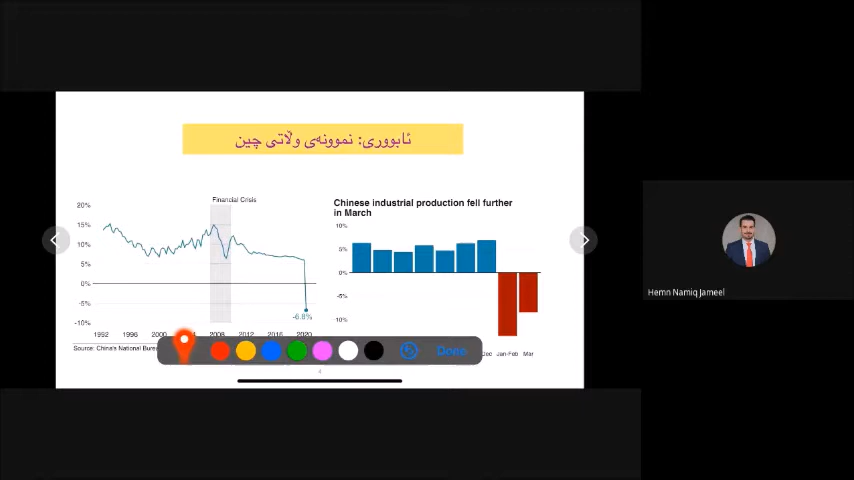 ئابووری: نموونەی وڵاتی چین
Financial Crisis
20%
15%
10%
5%
0%
-5%
-10%
-6.8%
1992 1996 2000 2008 2012 2016 2020
Source: China's National
Chinese industrial production fell further
in March
10%
5%
0%
-5%
-10%
Dec Jan-Feb Mar
Done
4
Hemn Namiq Jameel